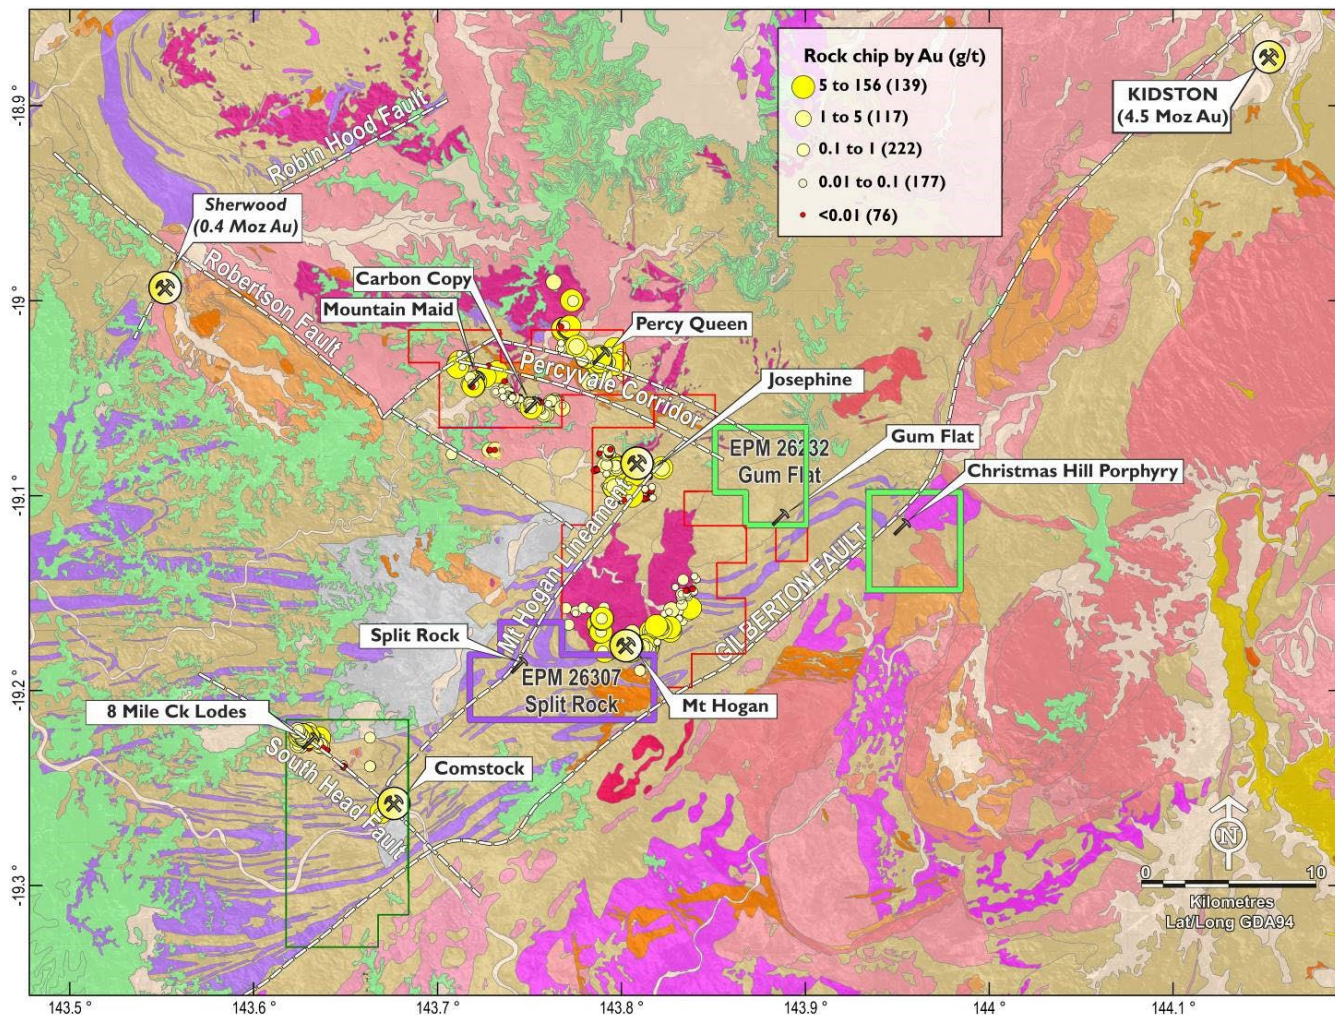 Rock chip by Au (g/t)
5 to 156 (139)
1 to 5 (117)
0.1 to 1 (222)
0.01 to 0.1 (177)
<0.01 (76)
KIDSTON
(4.5 Moz Au)
-18.9°
Robin Hood Fault
Sherwood
(0.4 Moz Au)
Robertson Fault
Carbon Copy
Mountain Maid
-19°
Percy Queen
Percyvale Corridor
Josephine
EPM 26232
Gum Flat
Gum Flat
Christmas Hill Porphyry
-19.1°
Mt Hogan Lineament
GILBERTON FAULT
Split Rock
EPM 26307
Split Rock
Mt Hogan
-19.2°
8 Mile Ck Lodes
South Head Fault
Comstock
-19.3°
N
0 10
Kilometres
Lat/Long GDA94
143.5 ° 143.6 ° 143.7 ° 143.8 ° 143.9 ° 144 ° 144.1 °